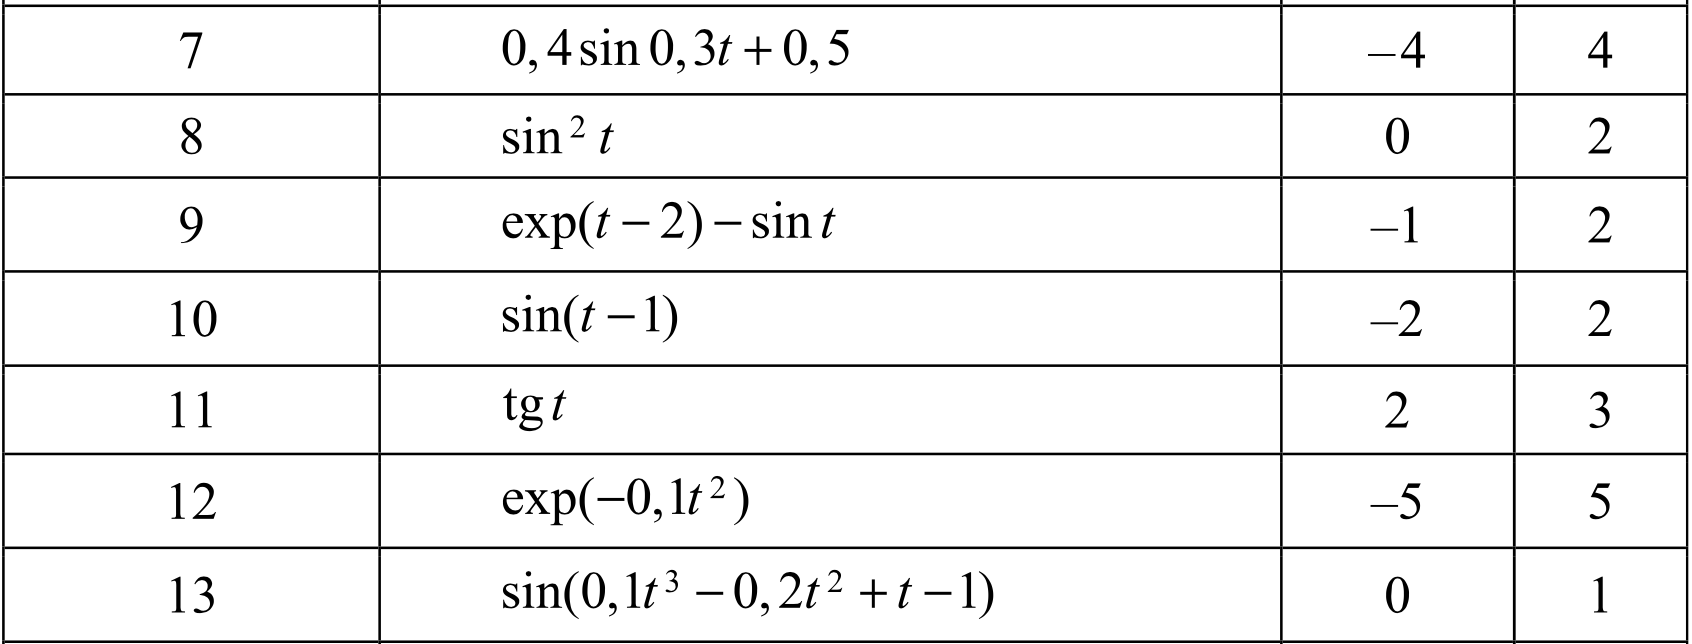 7 0,4 sin 0,3t + 0,5 –4 4
8 sin² t 0 2
9 exp(t − 2) − sin t –1 2
10 sin(t − 1) –2 2
11 tg t 2 3
12 exp(−0,1t²) –5 5
13 sin(0,1t³ − 0,2t² + t − 1) 0 1